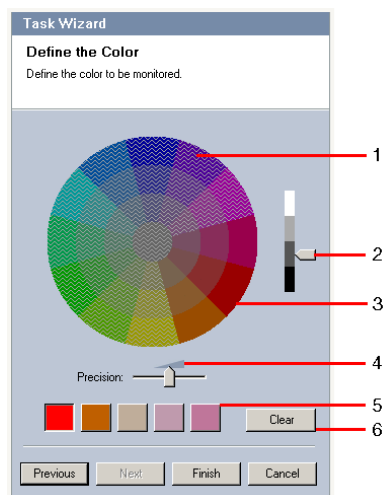 Task Wizard
Define the Color
Define the color to be monitored.
1
2
3
4
Precision:
5
Clear
6
Previous Next Finish Cancel